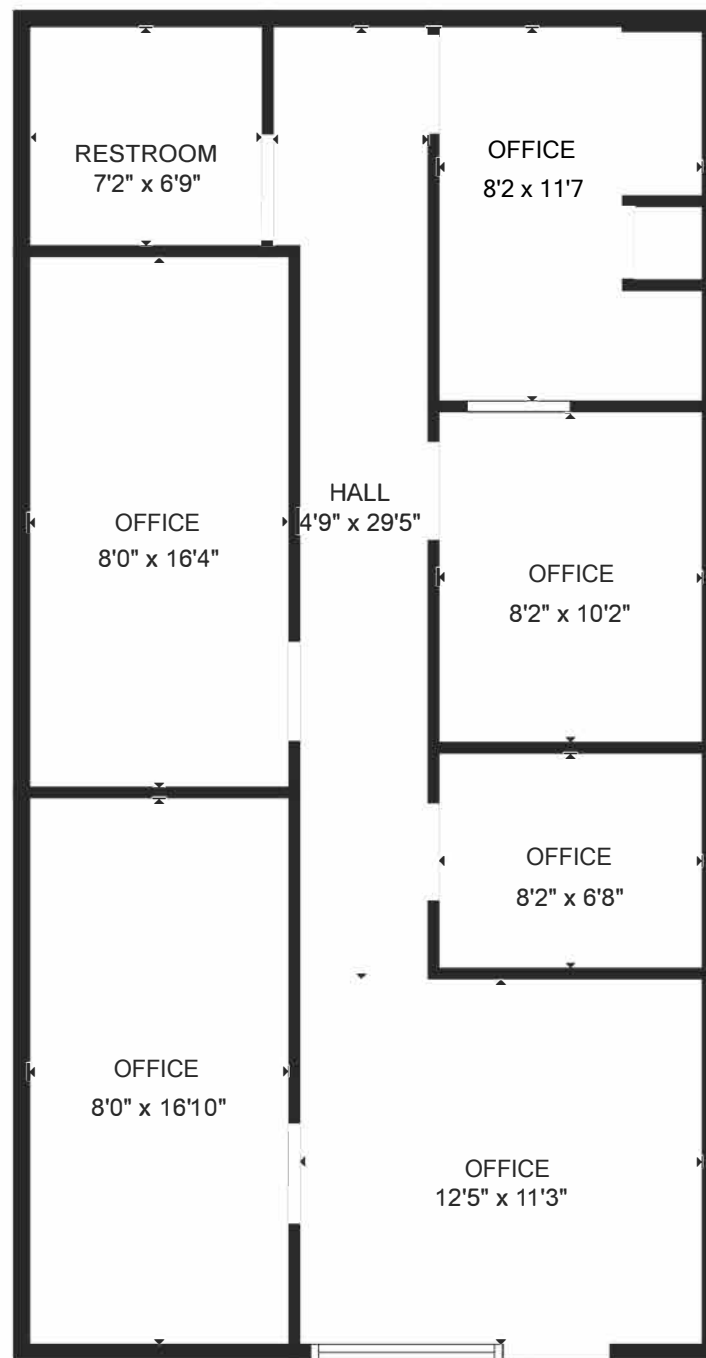 RESTROOM
7'2" x 6'9"
OFFICE
8'2 x 11'7
HALL
4'9" x 29'5"
OFFICE
8'0" x 16'4"
OFFICE
8'2" x 10'2"
OFFICE
8'2" x 6'8"
OFFICE
8'0" x 16'10"
OFFICE
12'5" x 11'3"